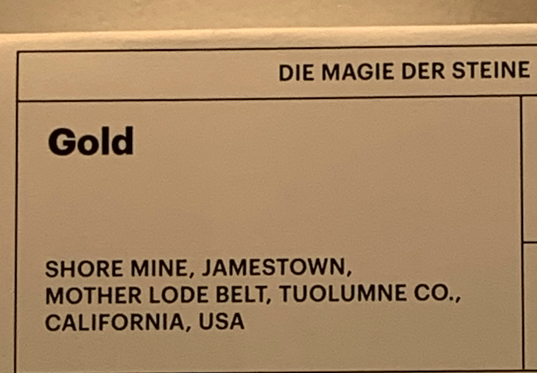 DIE MAGIE DER STEINE
Gold
SHORE MINE, JAMESTOWN,
MOTHER LODE BELT, TUOLUMNE CO.,
CALIFORNIA, USA